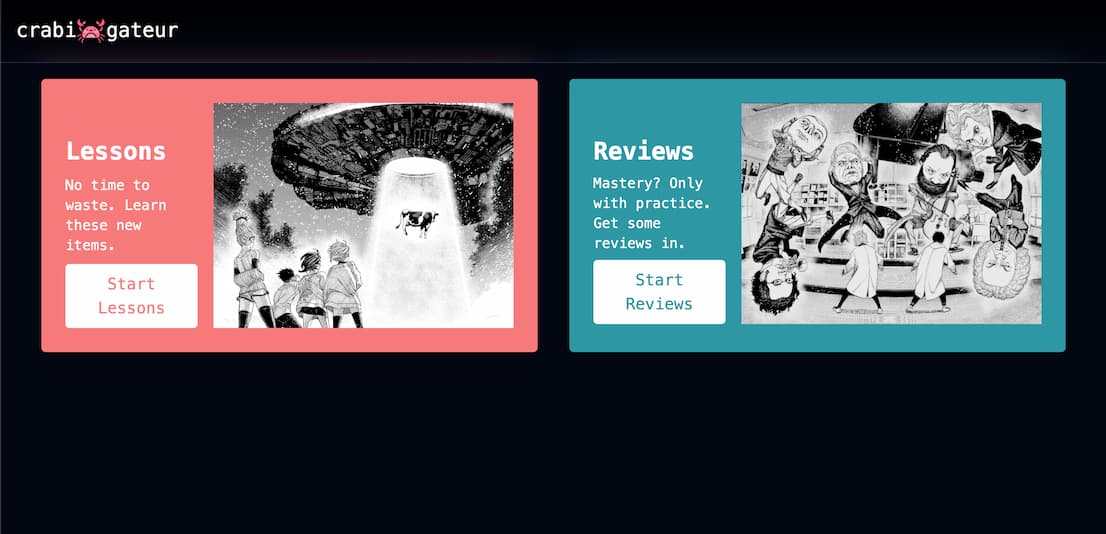 crabi🦀gateur
Lessons
No time to
waste. Learn
these new
items.
Start
Lessons
Reviews
Mastery? Only
with practice.
Get some
reviews in.
Start
Reviews